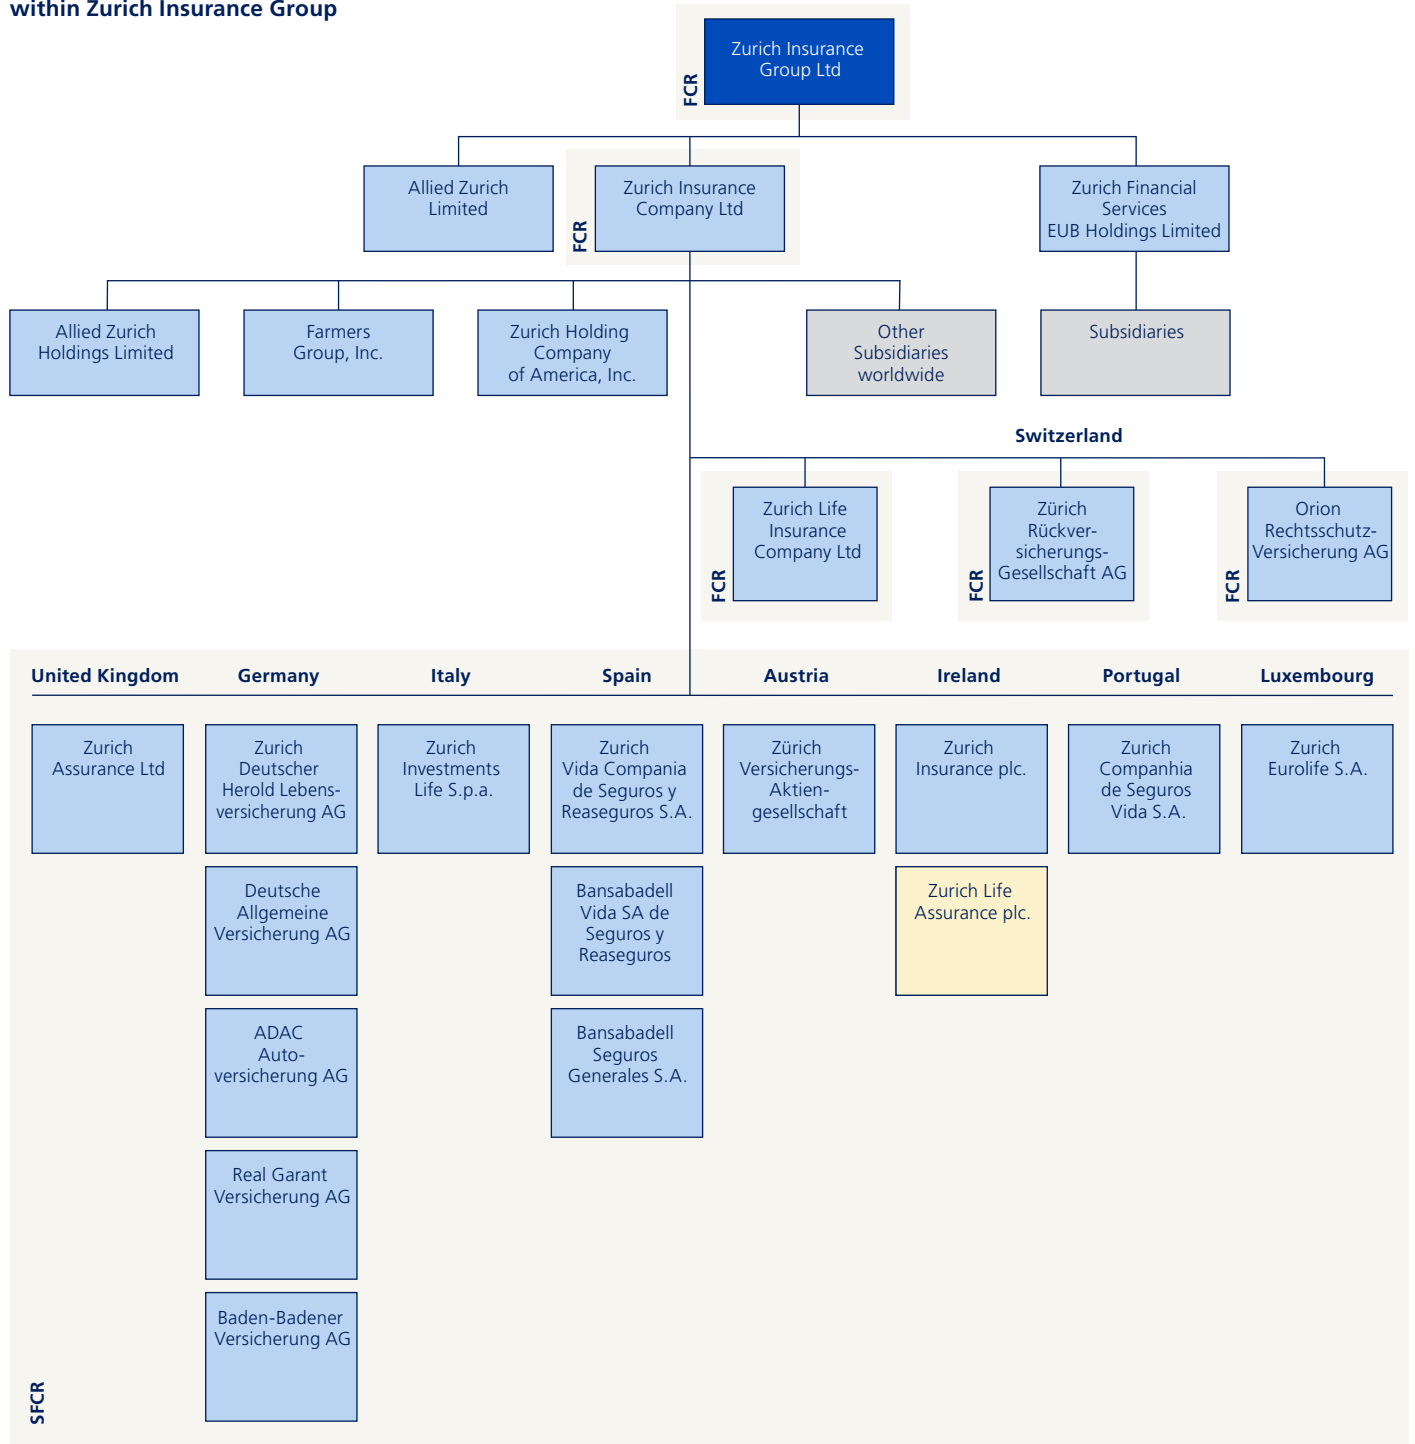 within Zurich Insurance Group
Zurich Insurance
Group Ltd
FCR
Allied Zurich
Limited
Zurich Insurance
Company Ltd
FCR
Zurich Financial
Services
EUB Holdings Limited
Allied Zurich
Holdings Limited
Farmers
Group, Inc.
Zurich Holding
Company
of America, Inc.
Other
Subsidiaries
worldwide
Subsidiaries
Switzerland
Zurich Life
Insurance
Company Ltd
FCR
Zürich
Rückver-
sicherungs-
Gesellschaft AG
FCR
Orion
Rechtsschutz-
Versicherung AG
FCR
United Kingdom
Germany
Italy
Spain
Austria
Ireland
Portugal
Luxembourg
Zurich
Assurance Ltd
Zurich
Deutscher
Herold Lebens-
versicherung AG
Zurich
Investments
Life S.p.a.
Zurich
Vida Compania
de Seguros y
Reaseguros S.A.
Zürich
Versicherungs-
Aktien-
gesellschaft
Zurich
Insurance plc.
Zurich
Companhia
de Seguros
Vida S.A.
Zurich
Eurolife S.A.
Deutsche
Allgemeine
Versicherung AG
Bansabadell
Vida SA de
Seguros y
Reaseguros
Zurich Life
Assurance plc.
ADAC
Auto-
versicherung AG
Bansabadell
Seguros
Generales S.A.
Real Garant
Versicherung AG
Baden-Badener
Versicherung AG
SFCR